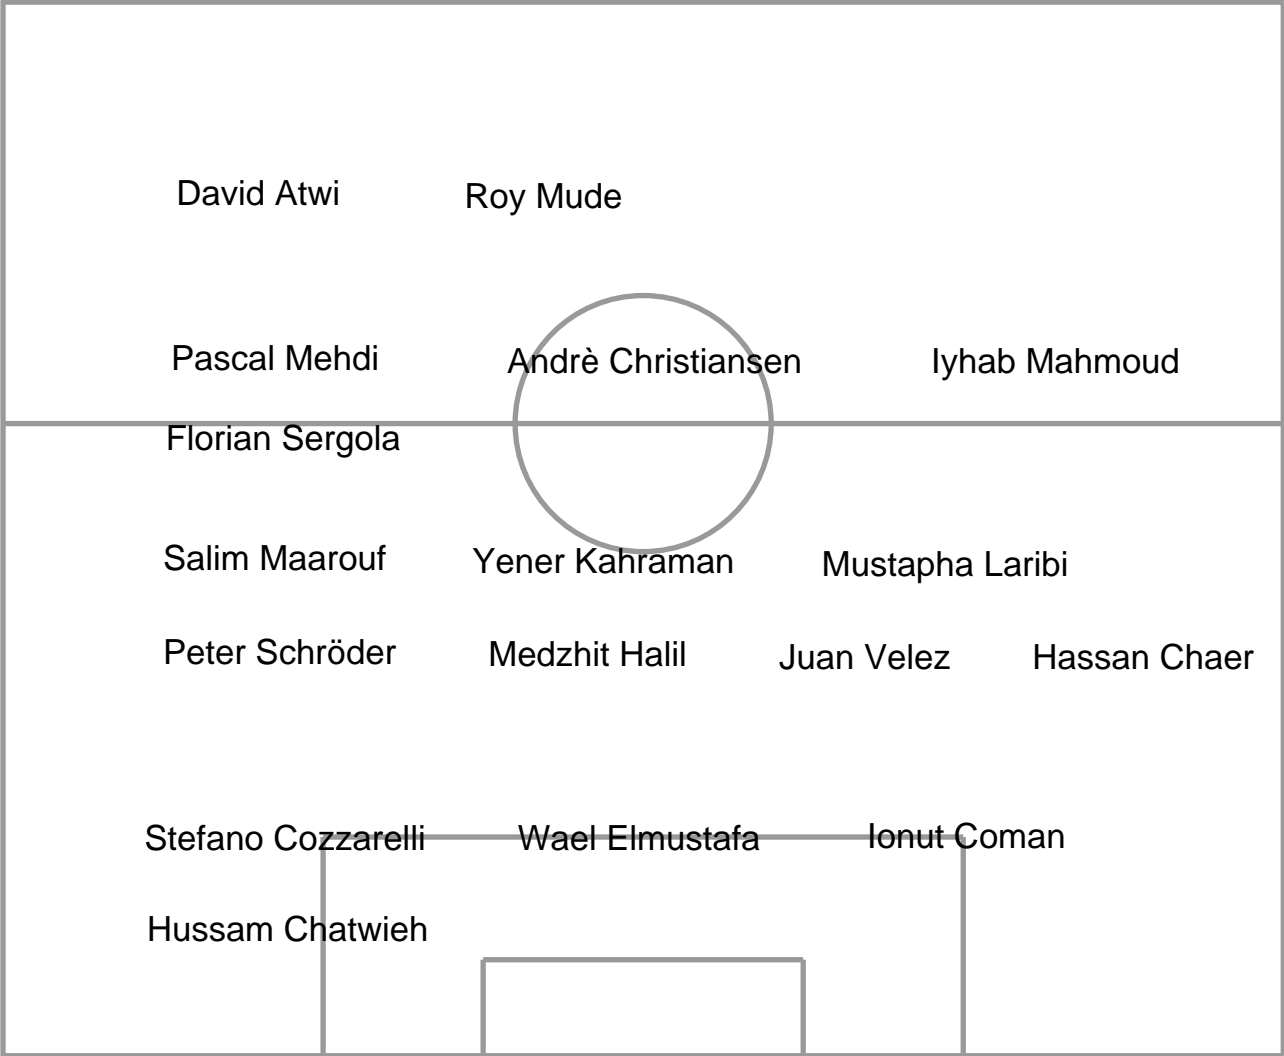 David Atwi Roy Mude
Pascal Mehdi Andrè Christiansen Iyhab Mahmoud
Florian Sergola
Salim Maarouf Yener Kahraman Mustapha Laribi
Peter Schröder Medzhit Halil Juan Velez Hassan Chaer
Stefano Cozzarelli Wael Elmustafa Ionut Coman
Hussam Chatwieh